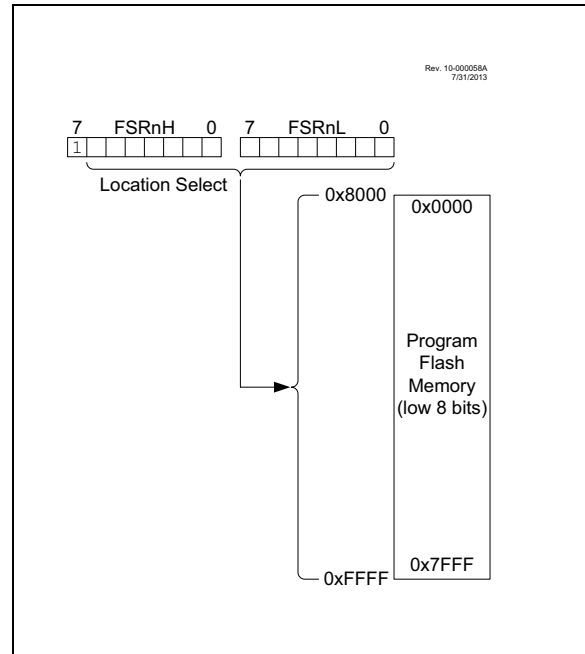 Rev. 10-000058A
7/31/2013
7 FSRnH 0 7 FSRnL 0
1
Location Select
0x8000 0x0000
Program
Flash
Memory
(low 8 bits)
0xFFFF 0x7FFF